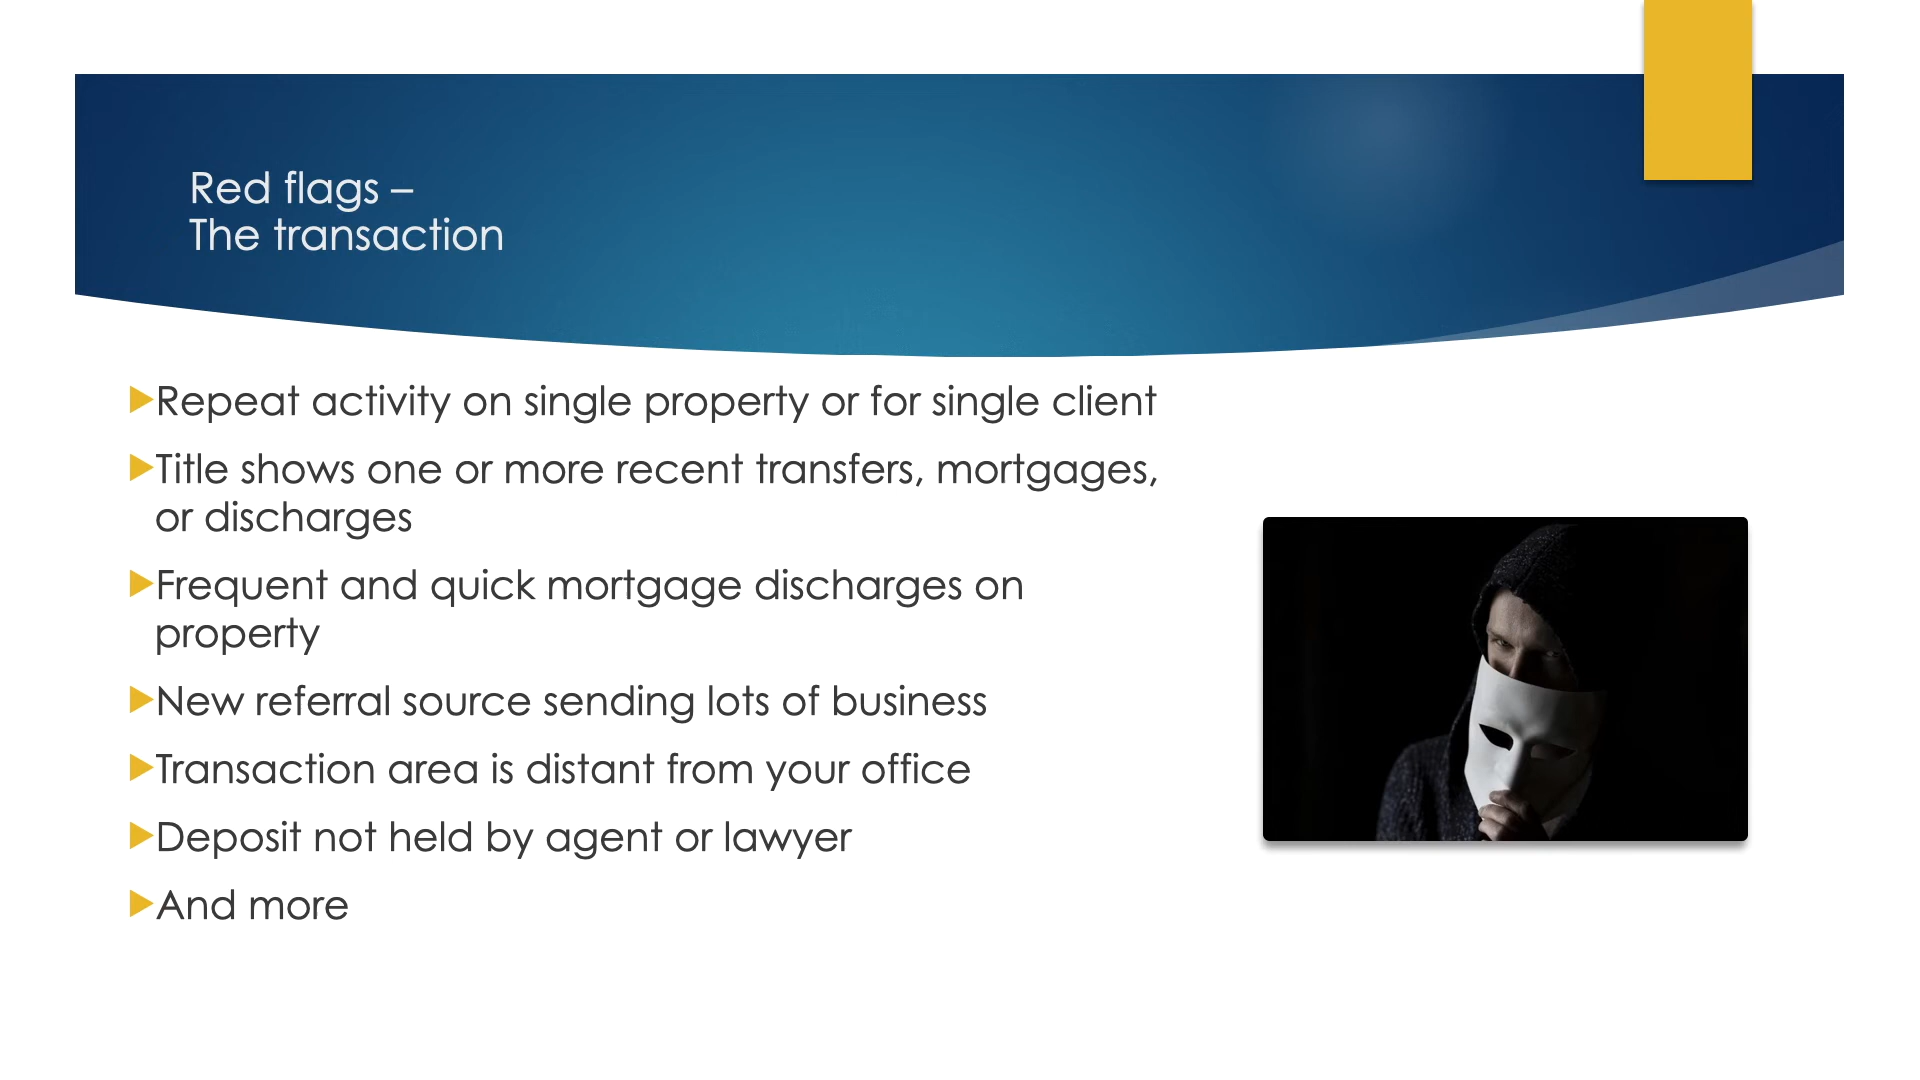 Red flags –
The transaction
Repeat activity on single property or for single client
Title shows one or more recent transfers, mortgages,
or discharges
Frequent and quick mortgage discharges on
property
New referral source sending lots of business
Transaction area is distant from your office
Deposit not held by agent or lawyer
And more